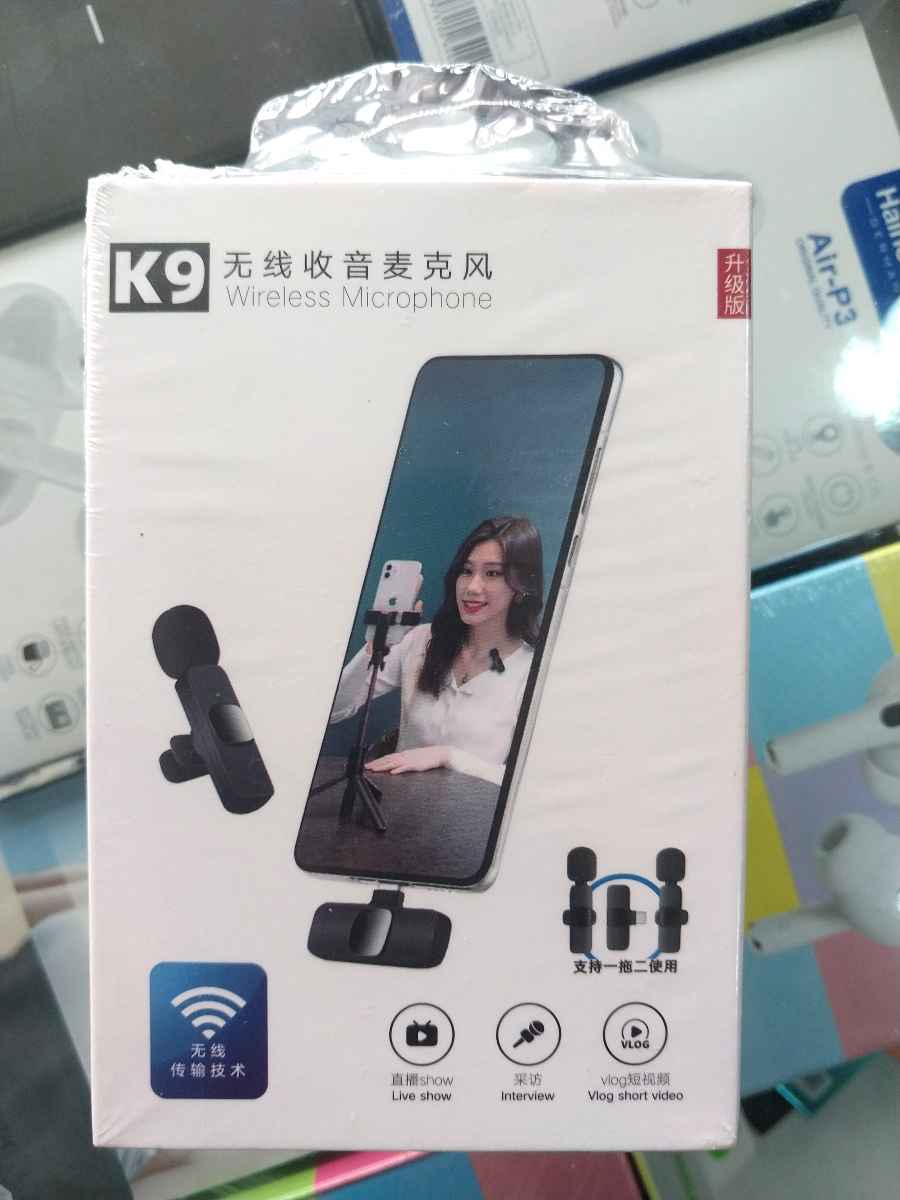 K9
无线收音麦克风
Wireless Microphone
升级版
Air-P3
支持一拖二使用
无线
传输技术
直播show
Live show
采访
Interview
VLOG
vlog短视频
Vlog short video